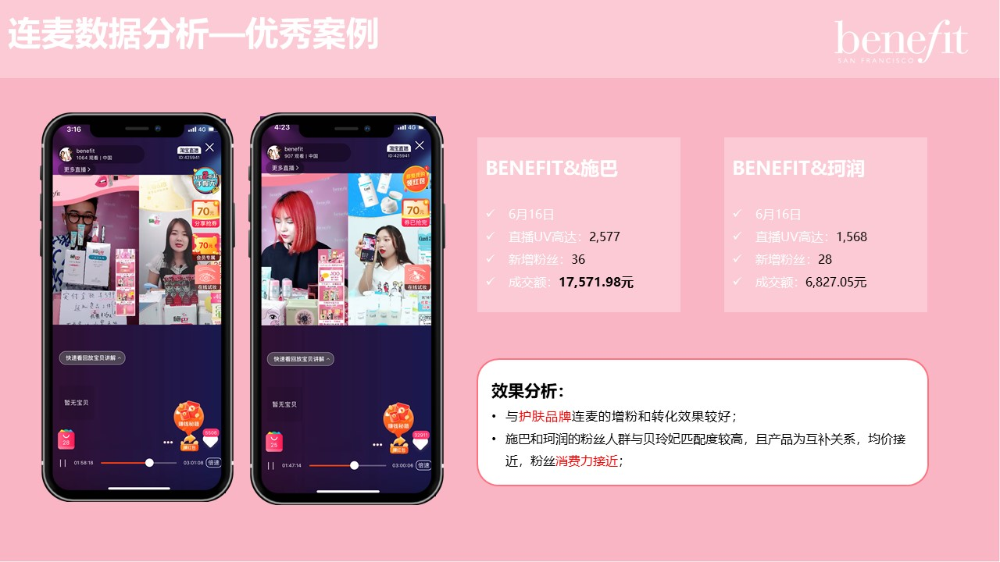 连麦数据分析—优秀案例
benefit
SAN FRANCISCO
3:16
4G
benefit
1064 观看 | 中国
淘宝直播
ID:425941
更多直播
70元
分享抢券
70元
会员专属
在线试妆
施巴
快速看回放宝贝讲解
暂无宝贝
赚钱秘籍
赚红包
28
5506
01:58:18
03:01:08
倍速
4:23
4G
benefit
907 观看 | 中国
淘宝直播
ID:425941
更多直播
领红包
70元
券已抢完
在线试妆
快速看回放宝贝讲解
暂无宝贝
赚钱秘籍
赚红包
25
32911
01:47:14
03:00:06
倍速
BENEFIT&施巴
6月16日
直播UV高达：2,577
新增粉丝：36
成交额：17,571.98元
BENEFIT&珂润
6月16日
直播UV高达：1,568
新增粉丝：28
成交额：6,827.05元
效果分析：
• 与护肤品牌连麦的增粉和转化效果较好；
• 施巴和珂润的粉丝人群与贝玲妃匹配度较高，且产品为互补关系，均价接
近，粉丝消费力接近；